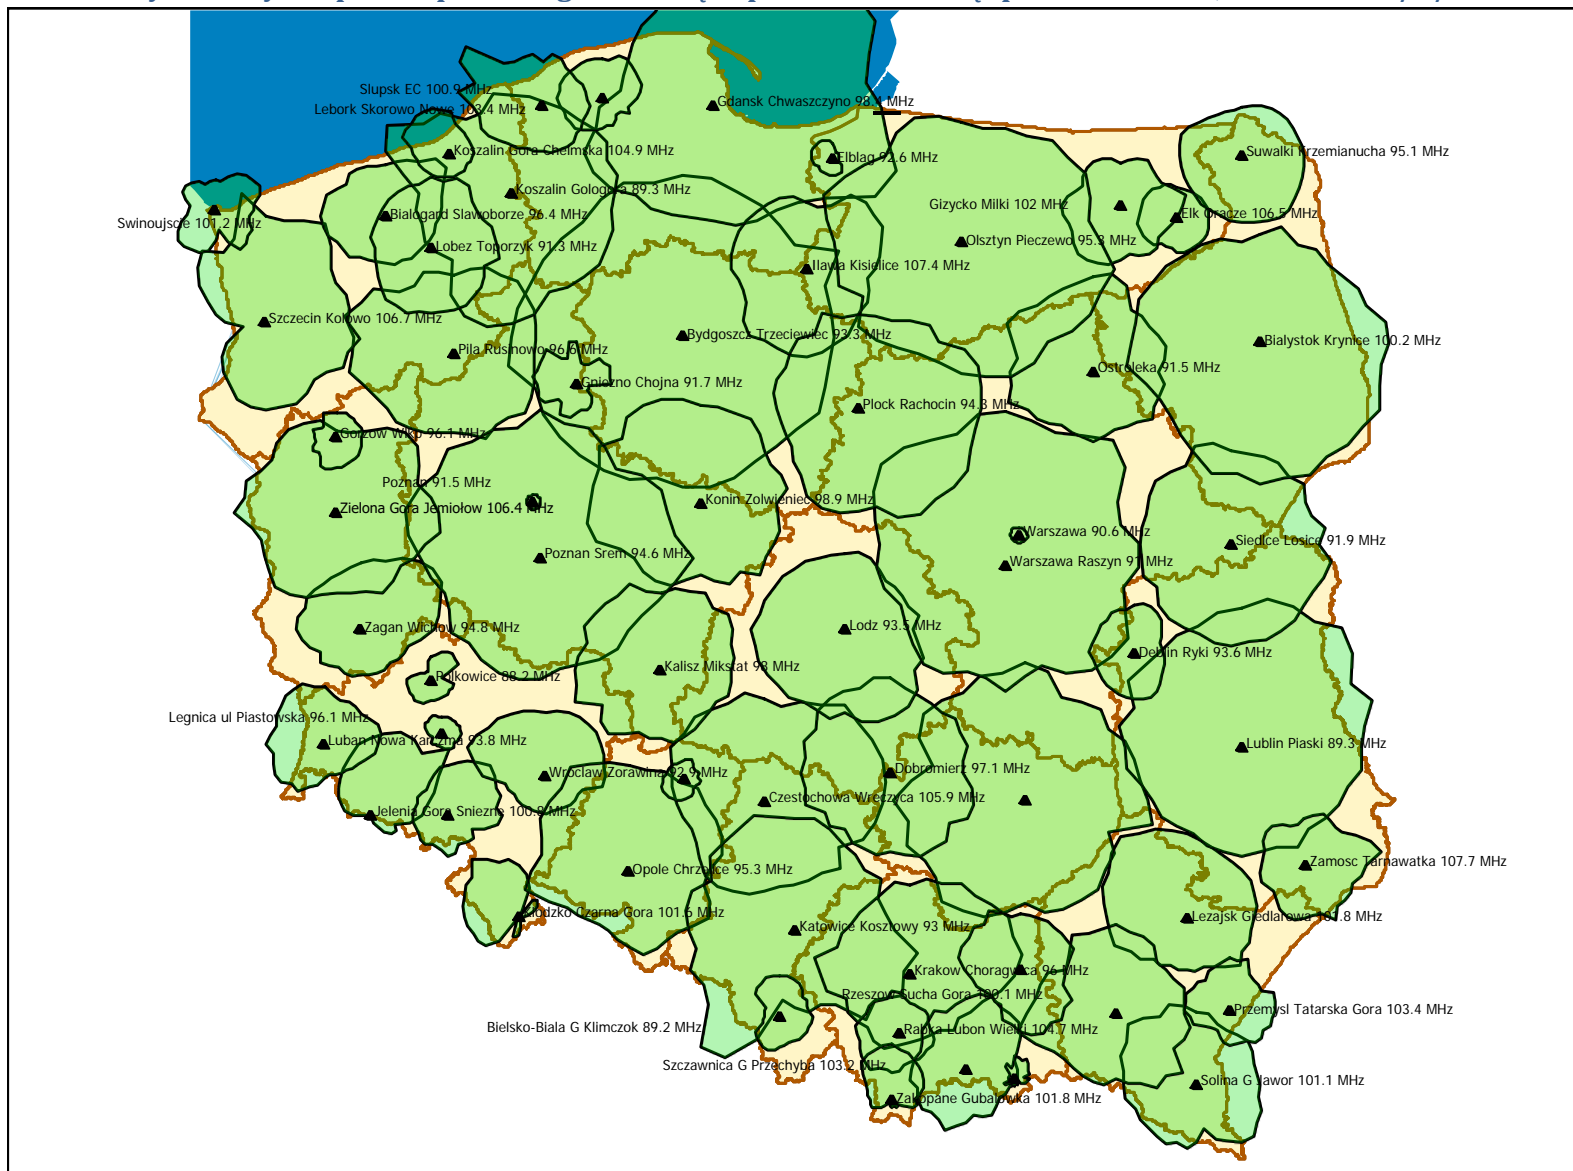 Slupsk EC 100.9 MHz
Lebork Skorowo Nowe 103.4 MHz
Gdansk Chwaszczyno 98.4 MHz
Koszalin Gora Chelmska 104.9 MHz
Elblag 92.6 MHz
Suwalki Krzemianucha 95.1 MHz
Koszalin Gologora 89.3 MHz
Gizycko Milki 102 MHz
Swinoujscie 101.2 MHz
Bialogard Slawoborze 96.4 MHz
Elk Oracze 106.5 MHz
Lobez Toporzyk 91.3 MHz
Olsztyn Pieczewo 95.3 MHz
Ilawa Kisielice 107.4 MHz
Szczecin Kolowo 106.7 MHz
Bydgoszcz Trzeciewiec 93.3 MHz
Bialystok Krynice 100.2 MHz
Pila Rusinowo 96.6 MHz
Ostroleka 91.5 MHz
Gniezno Chojna 91.7 MHz
Plock Rachocin 94.3 MHz
Gorzow Wlkp 96.1 MHz
Poznan 91.5 MHz
Konin Zolwieniec 98.9 MHz
Zielona Gora Jemiołow 106.4 MHz
Warszawa 90.6 MHz
Siedlce Losice 91.9 MHz
Poznan Srem 94.6 MHz
Warszawa Raszyn 91 MHz
Zagan Wichow 94.8 MHz
Lodz 93.5 MHz
Deblin Ryki 93.6 MHz
Kalisz Mikstat 98 MHz
Polkowice 88.2 MHz
Legnica ul Piastowska 96.1 MHz
Luban Nowa Karczma 93.8 MHz
Lublin Piaski 89.3 MHz
Wroclaw Zorawina 92.9 MHz
Dobromierz 97.1 MHz
Czestochowa Wreczyca 105.9 MHz
Jelenia Gora Sniezne 100.8 MHz
Zamosc Tarnawatka 107.7 MHz
Opole Chrzelice 95.3 MHz
Klodzko Czarna Gora 101.6 MHz
Lezajsk Giedlarowa 101.8 MHz
Katowice Kosztowy 93 MHz
Krakow Choragwica 96 MHz
Rzeszow Sucha Gora 100.1 MHz
Przemysl Tatarska Gora 103.4 MHz
Bielsko-Biala G Klimczok 89.2 MHz
Rabka Lubon Wielki 104.7 MHz
Szczawnica G Przechyba 103.2 MHz
Solina G Jawor 101.1 MHz
Zakopane Gubalowka 101.8 MHz